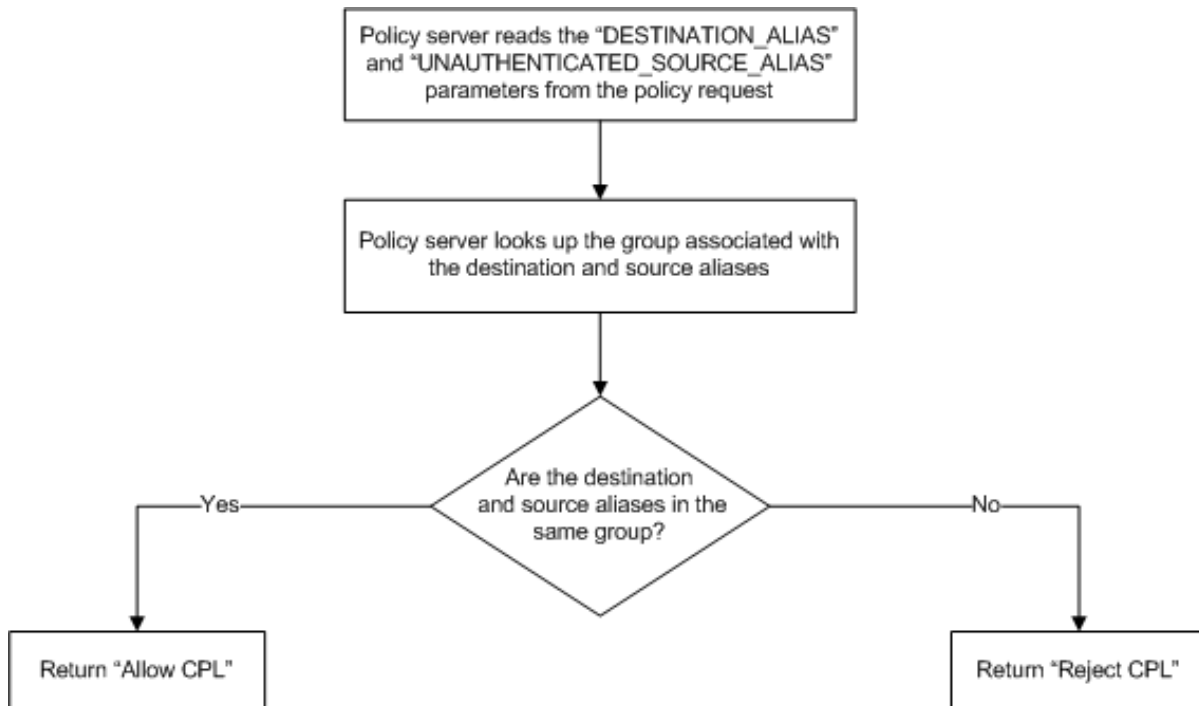 Policy server reads the “DESTINATION_ALIAS”
and “UNAUTHENTICATED_SOURCE_ALIAS”
parameters from the policy request
Policy server looks up the group associated with
the destination and source aliases
Are the destination
and source aliases in the
same group?
Yes
No
Return “Allow CPL”
Return “Reject CPL”